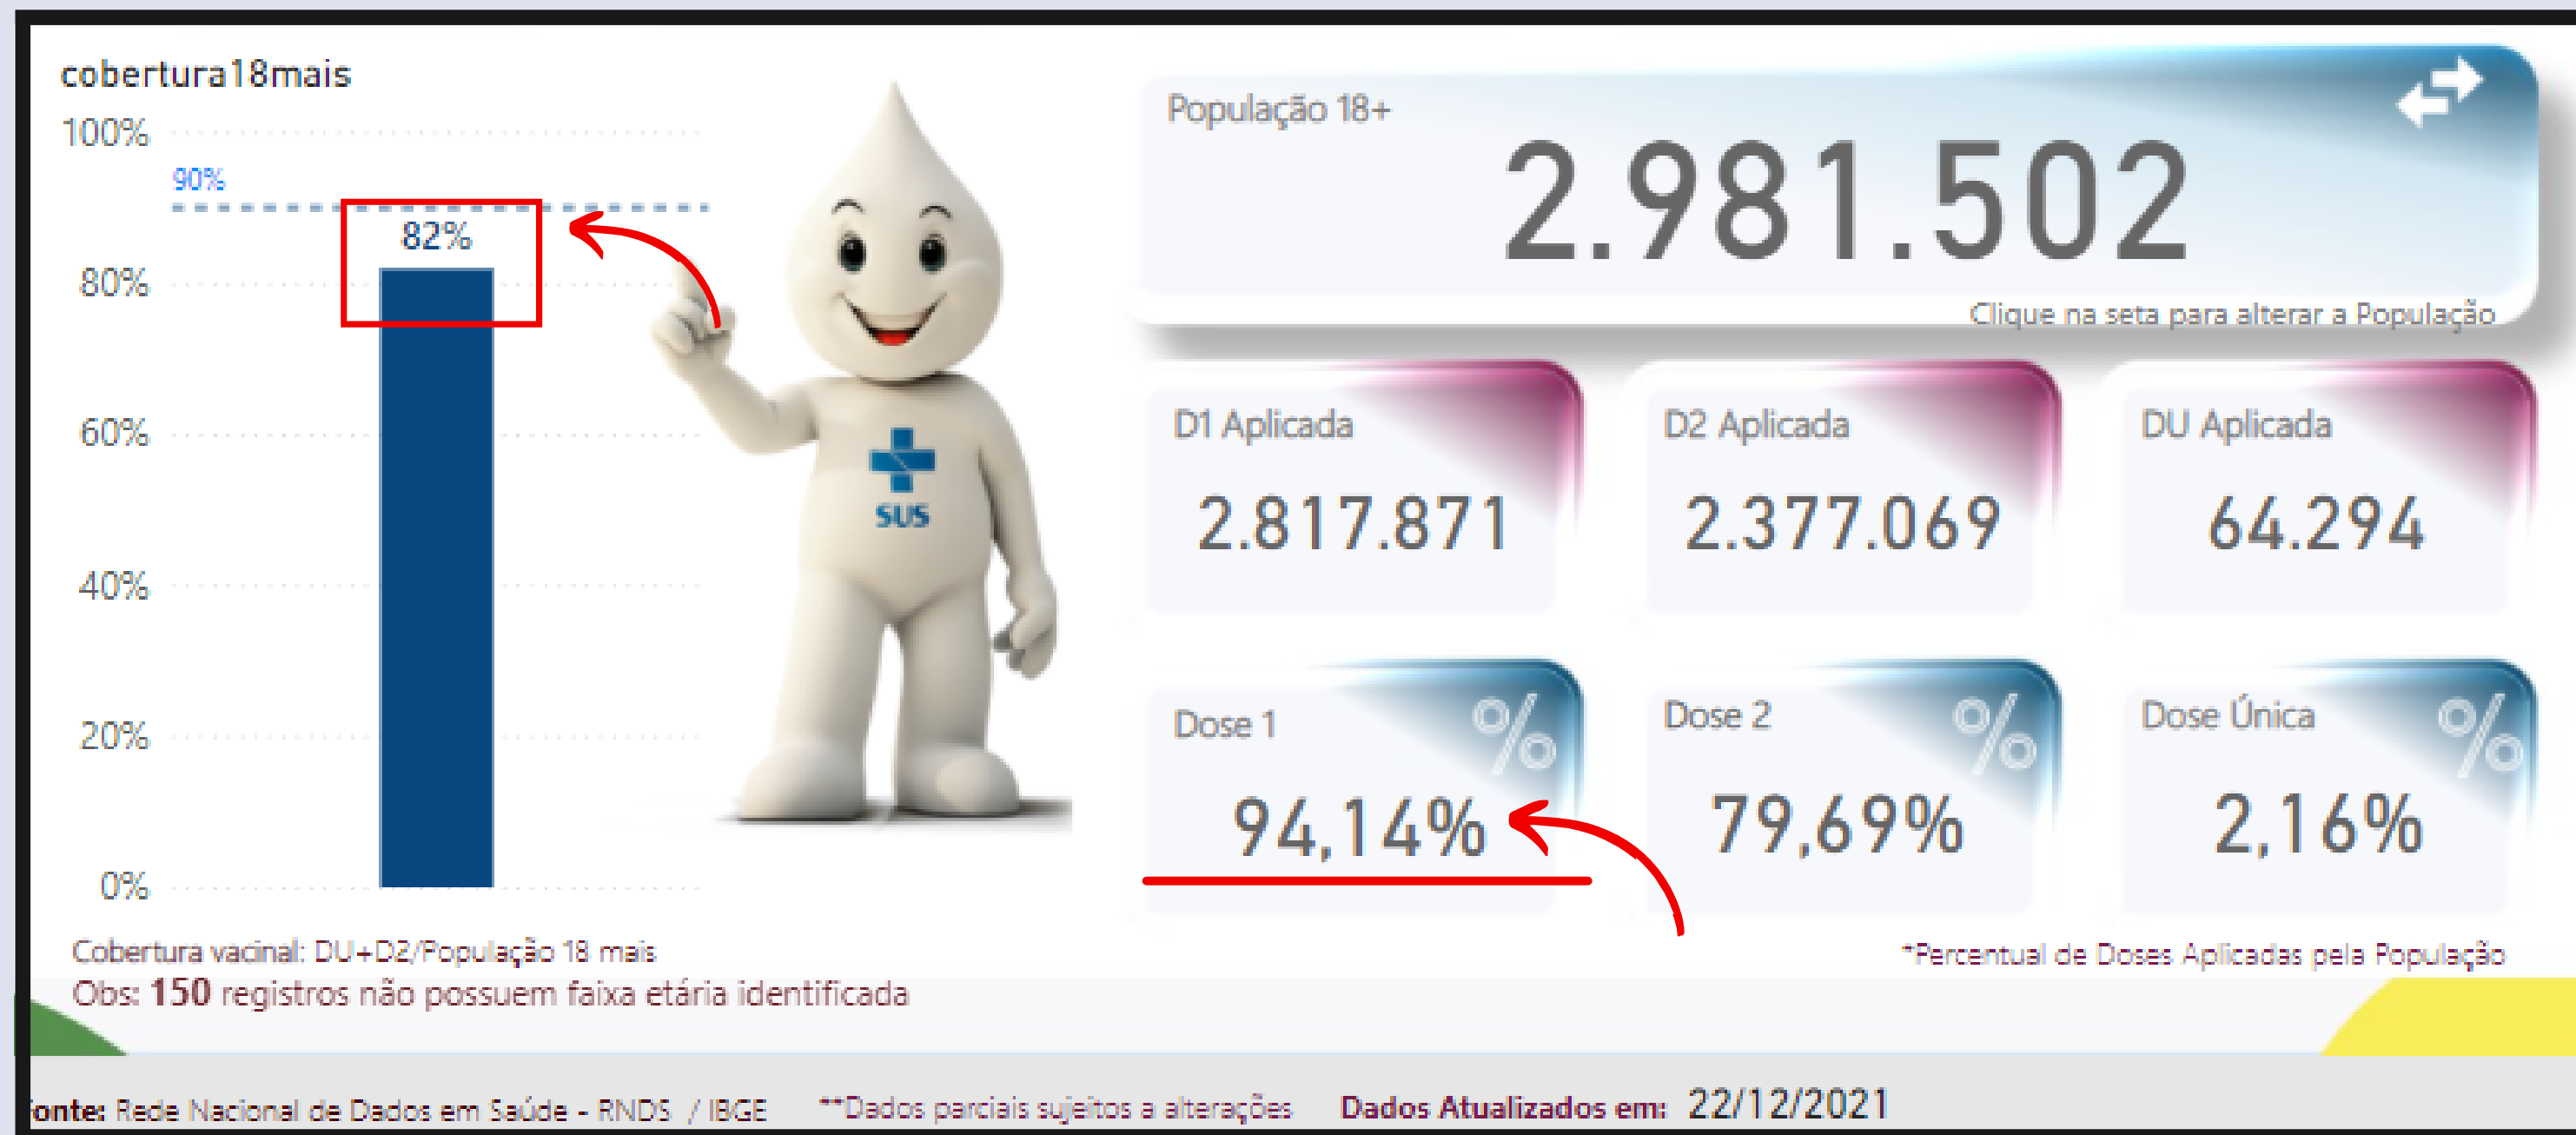 cobertura18mais
100%
90%
82%
80%
60%
40%
20%
0%
SUS
Cobertura vacinal: DU+D2/População 18 mais
Obs: 150 registros não possuem faixa etária identificada
População 18+
2.981.502
Clique na seta para alterar a População
D1 Aplicada
2.817.871
D2 Aplicada
2.377.069
DU Aplicada
64.294
Dose 1 %
94,14%
Dose 2 %
79,69%
Dose Única %
2,16%
*Percentual de Doses Aplicadas pela População
onte: Rede Nacional de Dados em Saúde - RNDS / IBGE **Dados parciais sujeitos a alterações Dados Atualizados em: 22/12/2021